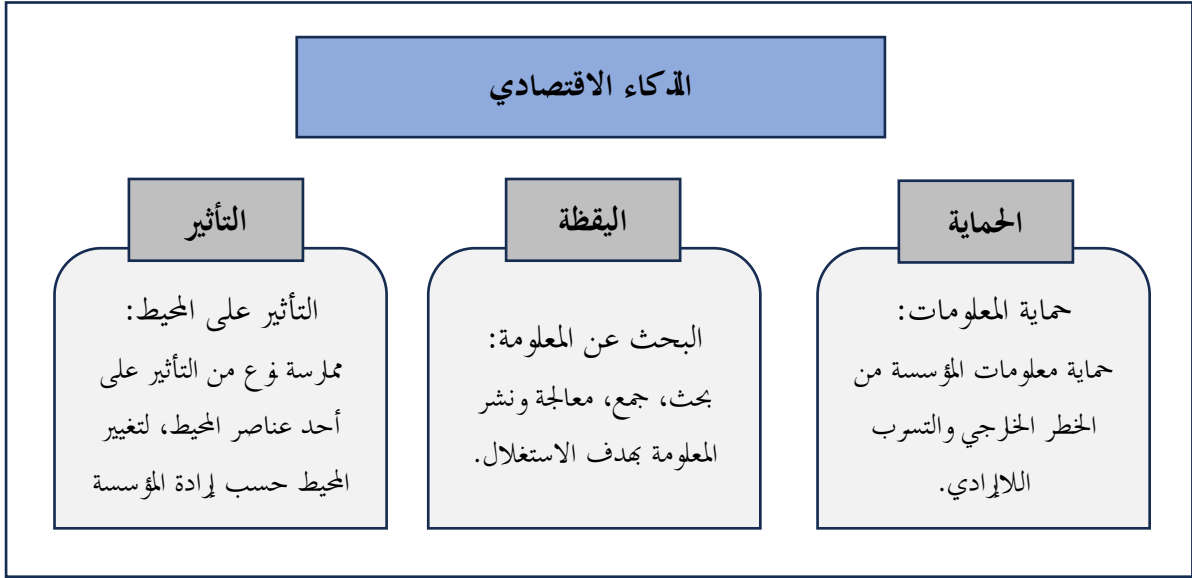 الذكاء الاقتصادي
الحماية
حماية المعلومات:
حماية معلومات المؤسسة من
الخطر الخارجي والتسرب
اللاإرادي.
اليقظة
البحث عن المعلومة:
بحث، جمع، معالجة ونشر
المعلومة بهدف الاستغلال.
التأثير
التأثير على المحيط:
ممارسة نوع من التأثير على
أحد عناصر المحيط، لتغيير
المحيط حسب إرادة المؤسسة